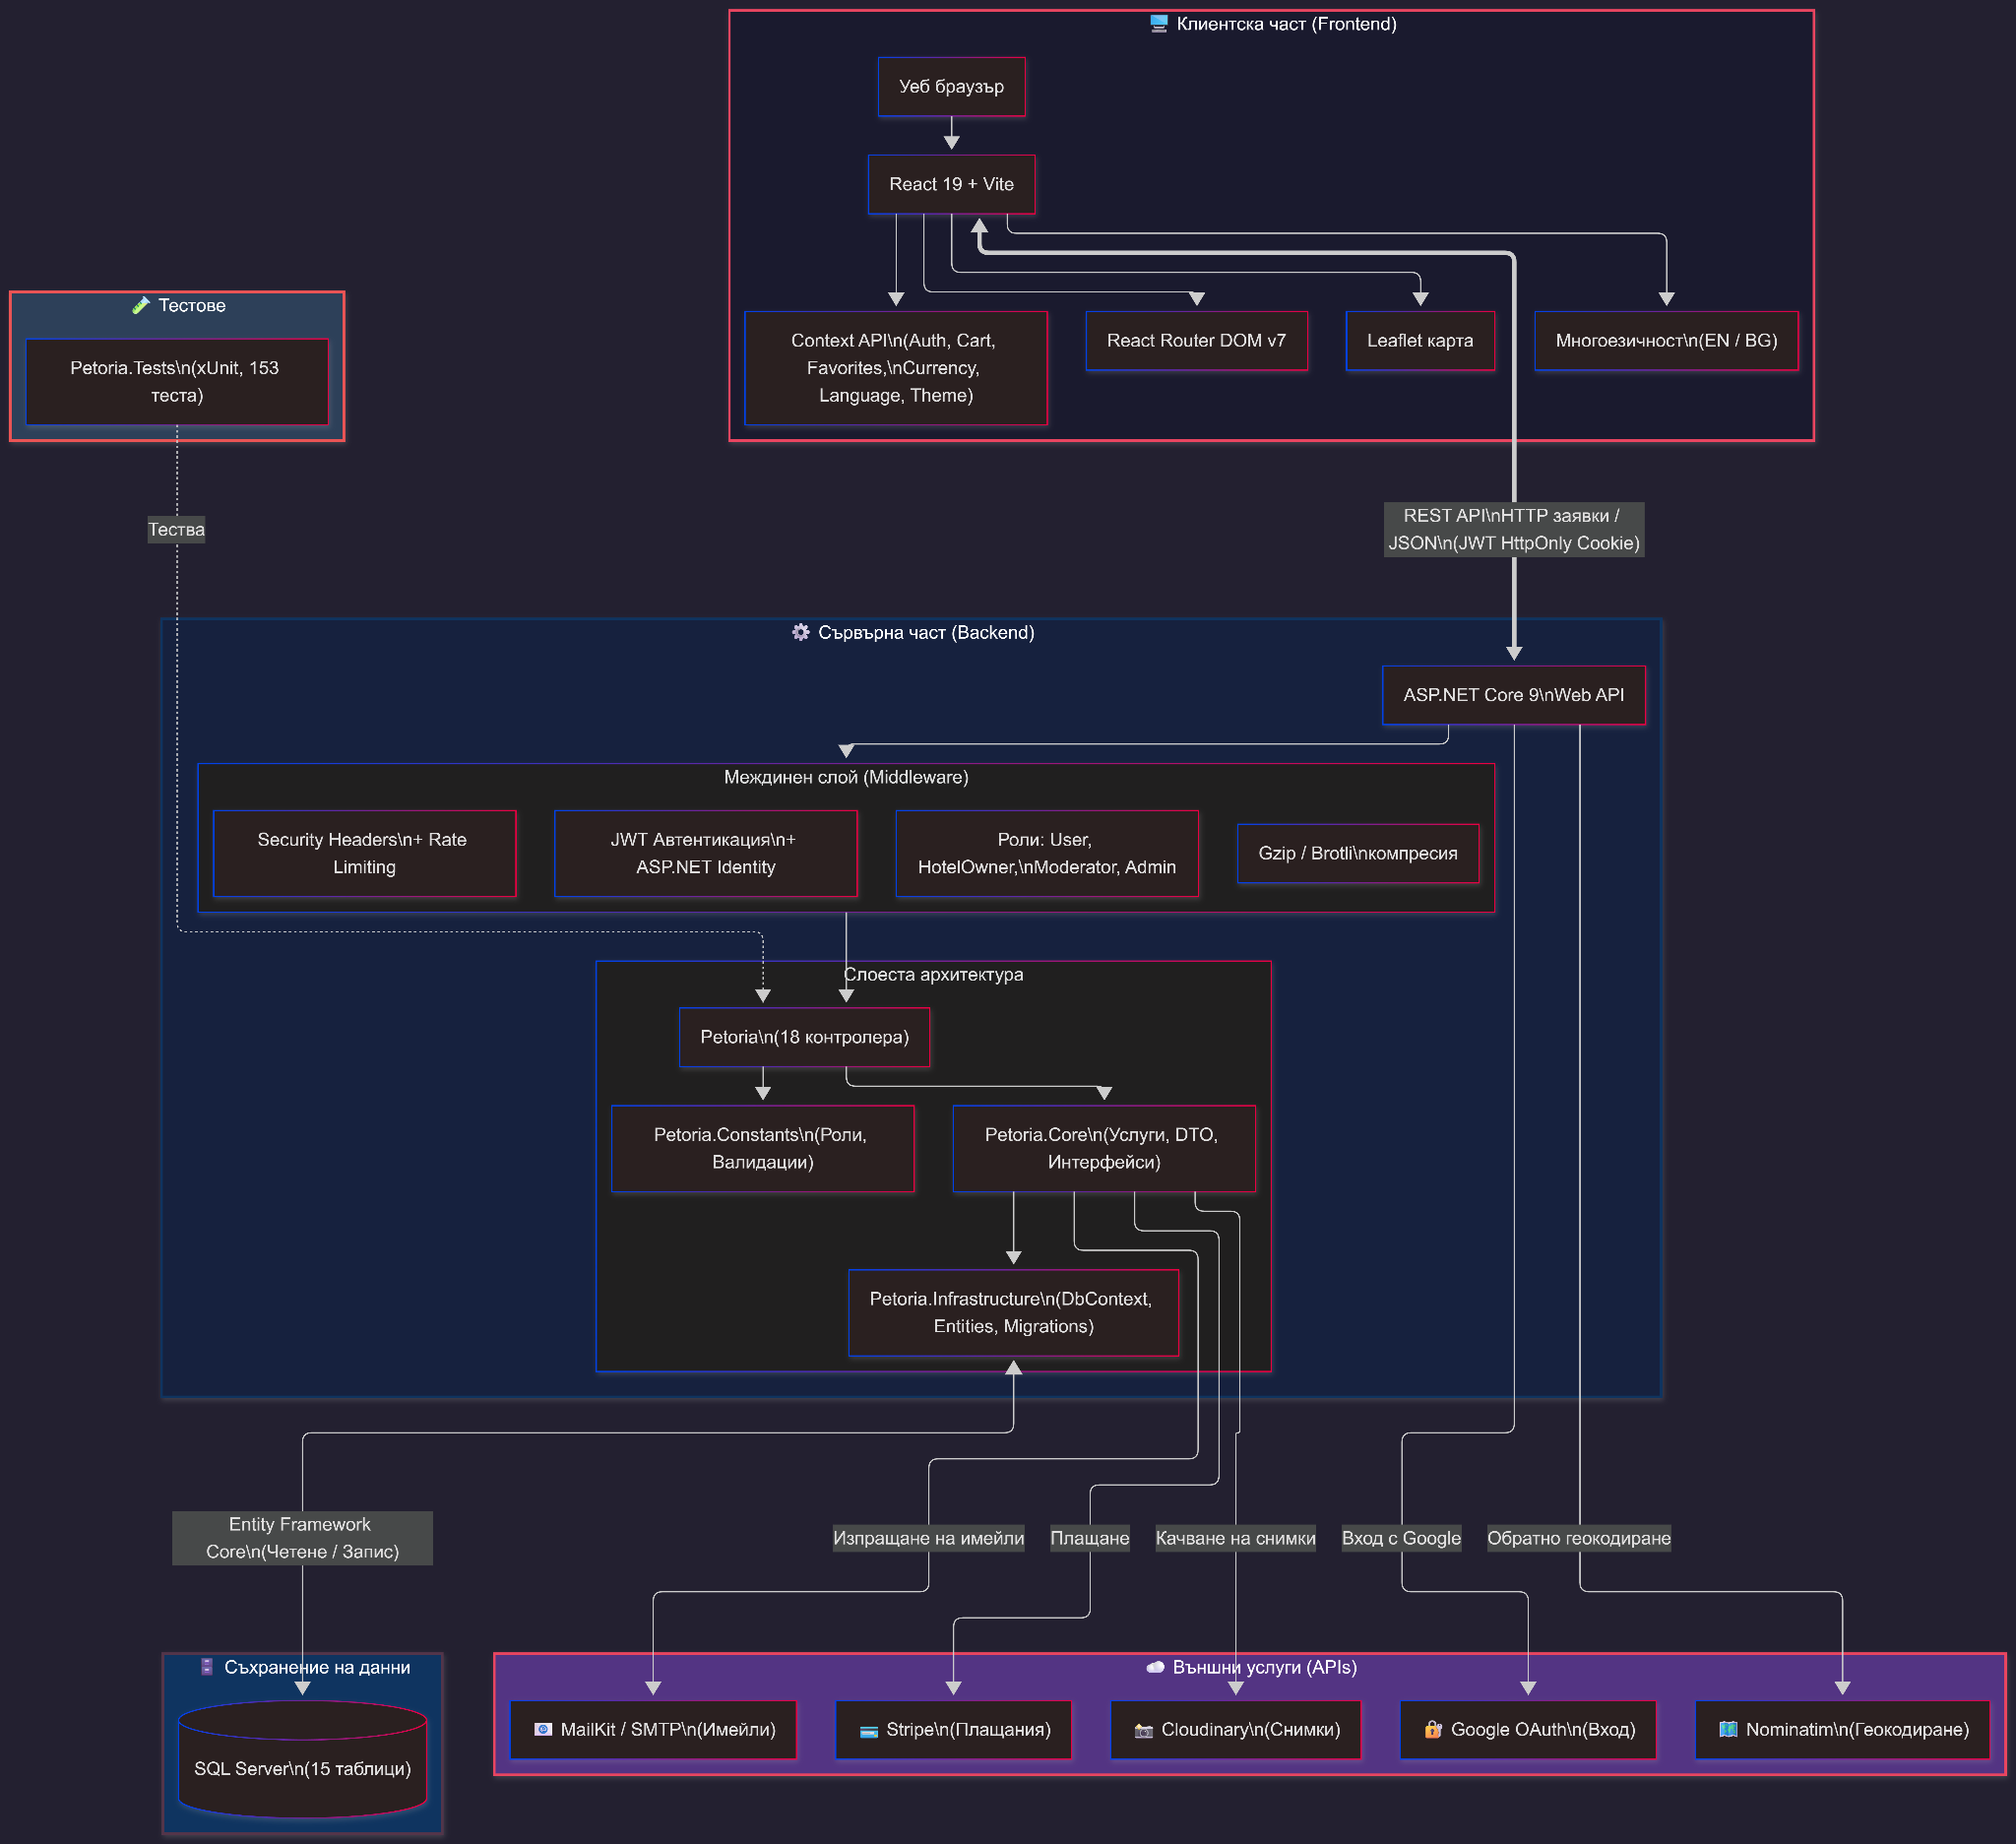 🖥️ Клиентска част (Frontend)
Уеб браузър
React 19 + Vite
Context API\n(Auth, Cart,
Favorites,\nCurrency,
Language, Theme)
React Router DOM v7
Leaflet карта
Многоезичност\n(EN / BG)
🧪 Тестове
Petoria.Tests\n(xUnit, 153
теста)
Тества
REST API\nHTTP заявки /
JSON\n(JWT HttpOnly Cookie)
⚙️ Сървърна част (Backend)
ASP.NET Core 9\nWeb API
Междинен слой (Middleware)
Security Headers\n+ Rate
Limiting
JWT Автентикация\n+
ASP.NET Identity
Роли: User,
HotelOwner,\nModerator, Admin
Gzip / Brotli\nкомпресия
Слоеста архитектура
Petoria\n(18 контролера)
Petoria.Constants\n(Роли,
Валидации)
Petoria.Core\n(Услуги, DTO,
Интерфейси)
Petoria.Infrastructure\n(DbContext,
Entities, Migrations)
Entity Framework
Core\n(Четене / Запис)
Изпращане на имейли
Плащане
Качване на снимки
Вход с Google
Обратно геокодиране
🗄️ Съхранение на данни
SQL Server\n(15 таблици)
☁️ Външни услуги (APIs)
📧 MailKit / SMTP\n(Имейли)
💳 Stripe\n(Плащания)
📸 Cloudinary\n(Снимки)
🔐 Google OAuth\n(Вход)
🗺️ Nominatim\n(Геокодиране)